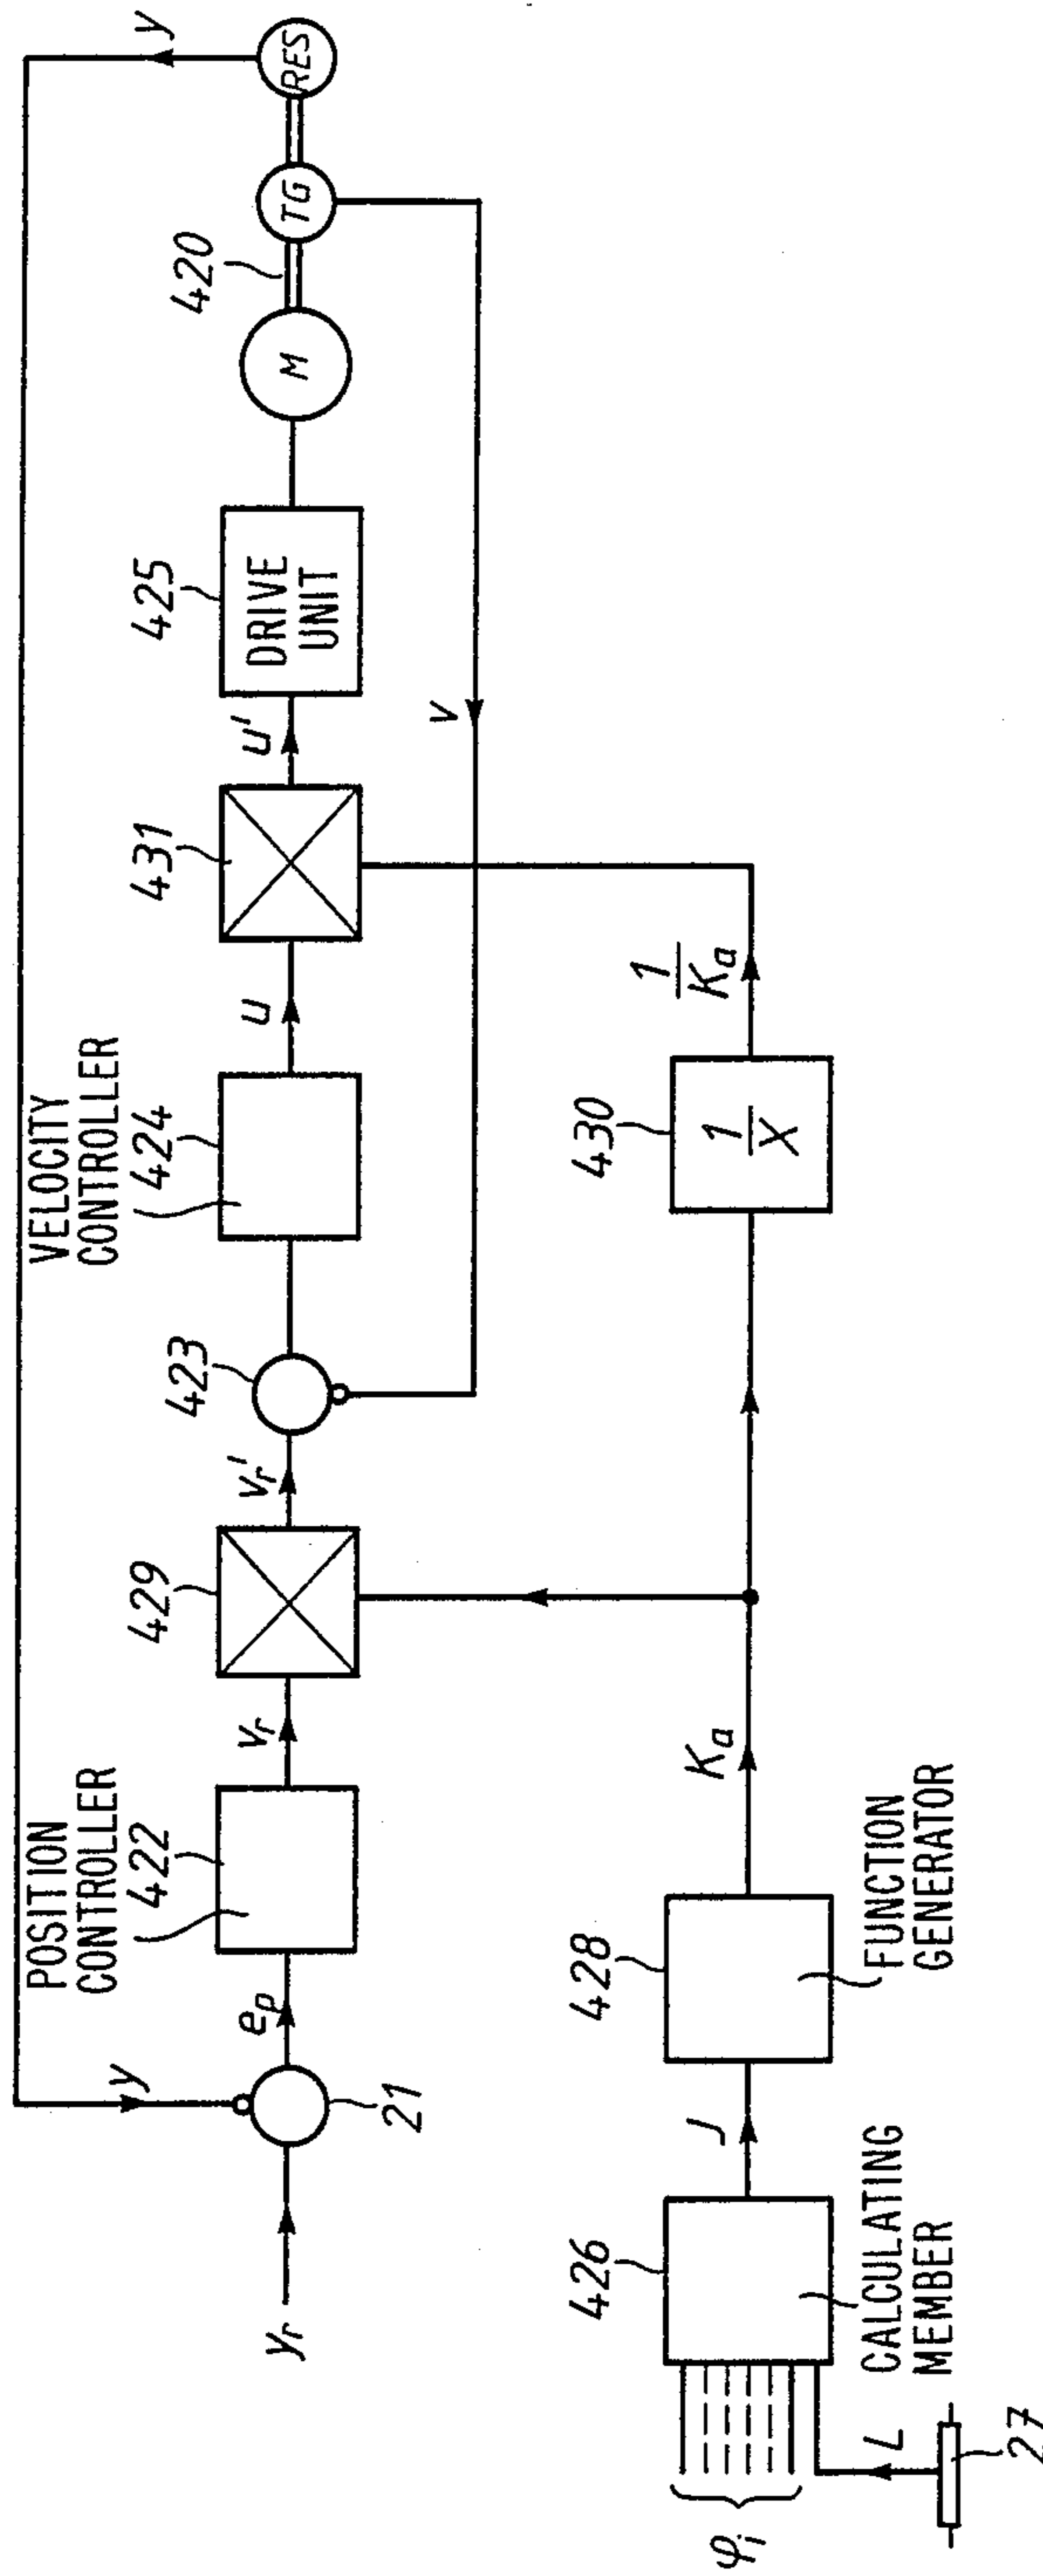 y
y
POSITION
CONTROLLER
422
VELOCITY
CONTROLLER
424
yr
21
ep
vr
429
vr'
423
u
431
u'
425
DRIVE
UNIT
M
420
TG
RES
v
φi
L
27
426
CALCULATING
MEMBER
J
428
FUNCTION
GENERATOR
Ka
430
1
X
1
Ka